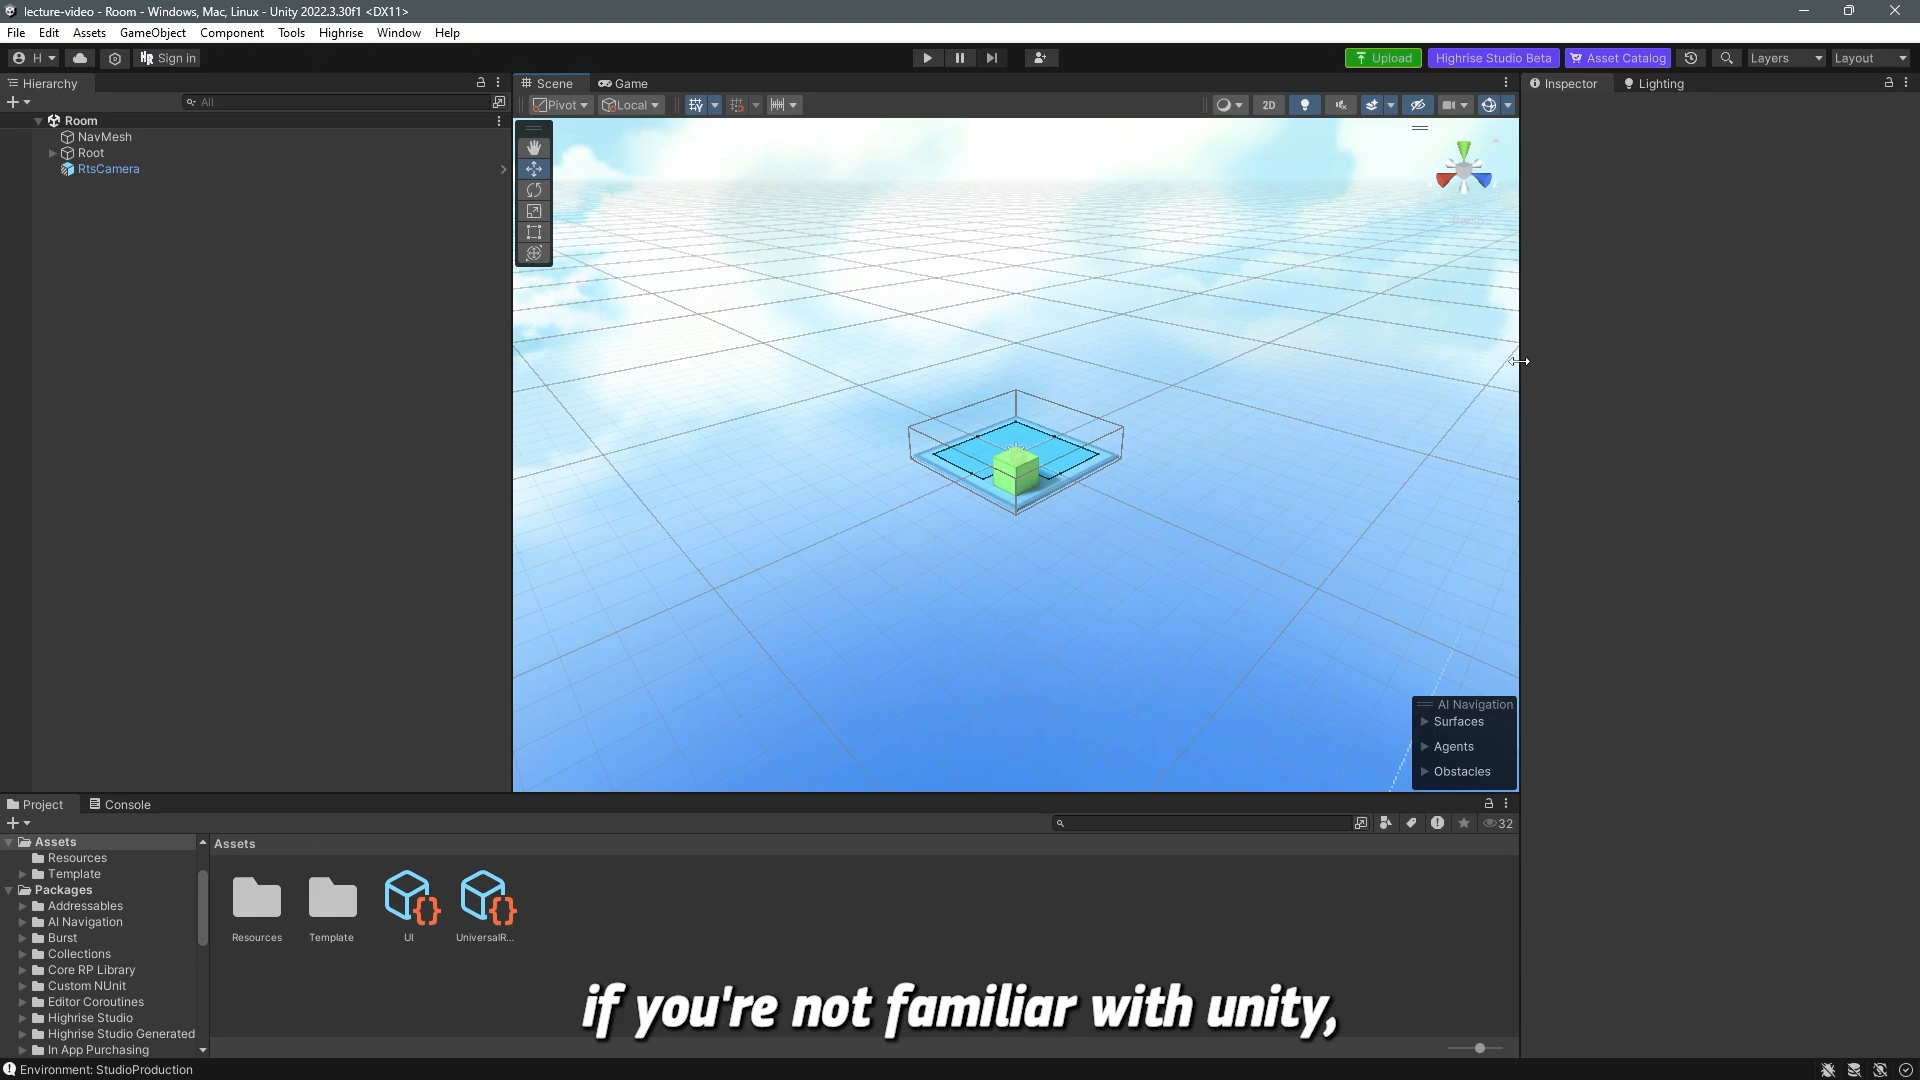 lecture-video - Room - Windows, Mac, Linux - Unity 2022.3.30f1 <DX11>
File Edit Assets GameObject Component Tools Highrise Window Help
H Sign in Upload Highrise Studio Beta Asset Catalog Layers Layout
Hierarchy Scene Game Inspector Lighting
All Pivot Local 2D
Room
NavMesh
Root
RtsCamera
Persp
AI Navigation
Surfaces
Agents
Obstacles
Project Console
32
Assets
Resources
Template
Packages
Addressables
AI Navigation
Burst
Collections
Core RP Library
Custom NUnit
Editor Coroutines
Highrise Studio
Highrise Studio Generated
In App Purchasing
Assets
Resources Template UI UniversalR...
if you're not familiar with unity,
Environment: StudioProduction